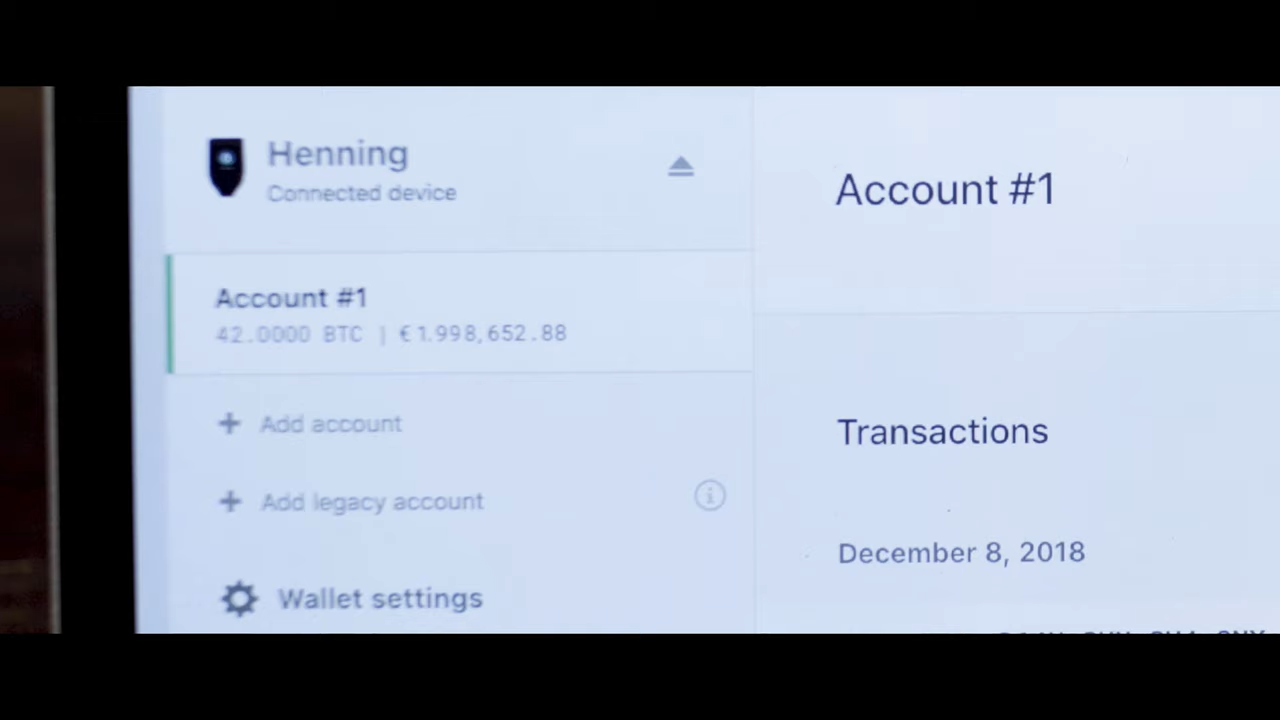 Henning
Connected device
Account #1
42.0000 BTC | € 1.998,652.88
Add account
Add legacy account
Wallet settings
Account #1
Transactions
December 8, 2018